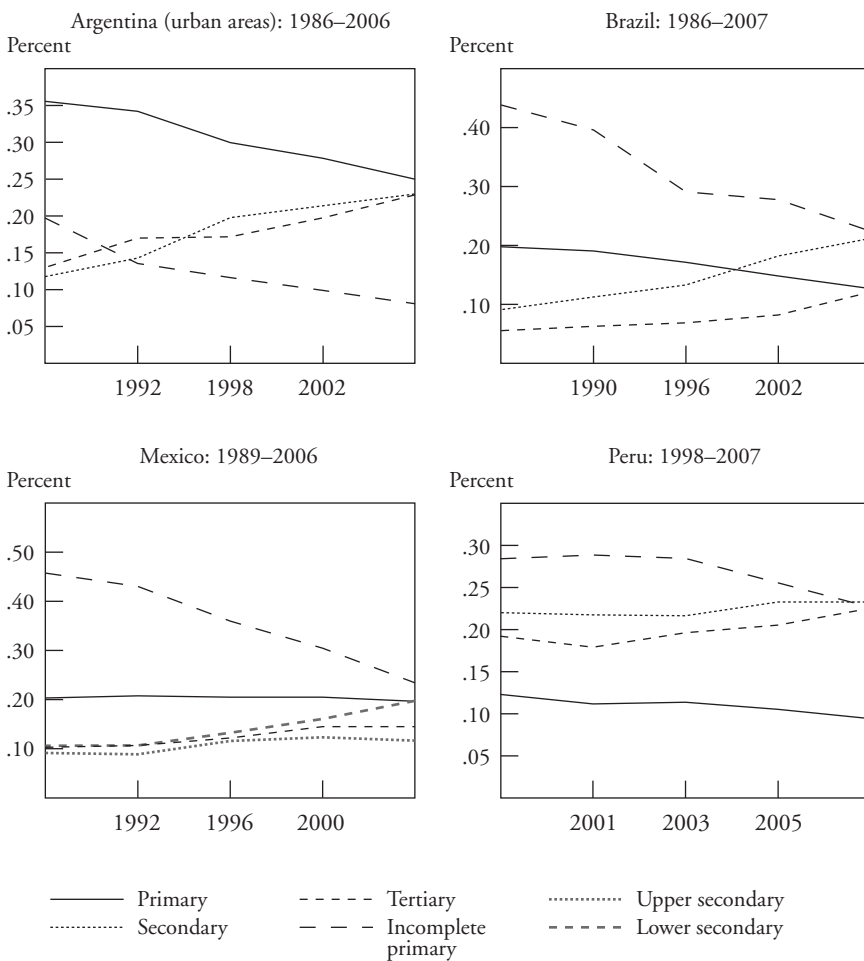 Argentina (urban areas): 1986–2006
Percent
.35
.30
.25
.20
.15
.10
.05
1992 1998 2002
Brazil: 1986–2007
.40
.30
.20
.10
1990 1996 2002
Mexico: 1989–2006
Percent
.50
.40
.30
.20
.10
1992 1996 2000
Peru: 1998–2007
Percent
.30
.25
.20
.15
.10
.05
2001 2003 2005
Primary
Secondary
Tertiary
Incomplete
primary
Upper secondary
Lower secondary